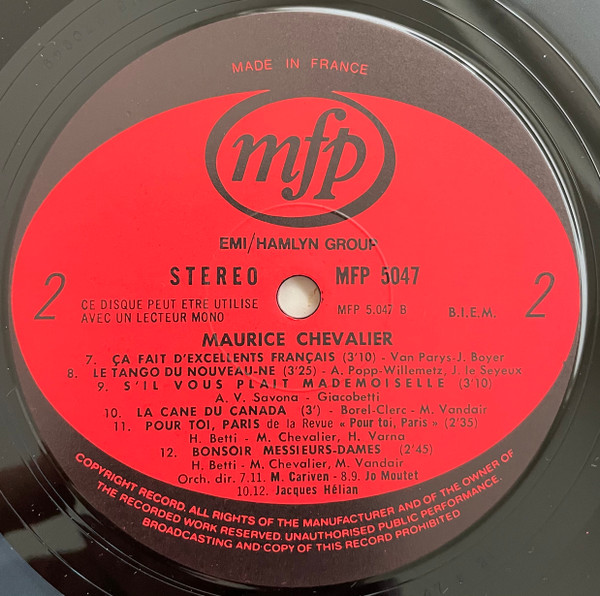 MADE IN FRANCE
mfp
EMI/HAMLYN GROUP
STEREO MFP 5047
2 2
CE DISQUE PEUT ETRE UTILISE
AVEC UN LECTEUR MONO
MFP 5.047 B B.I.E.M.
MAURICE CHEVALIER
7. ÇA FAIT D'EXCELLENTS FRANÇAIS (3'10) - Van Parys-J. Boyer
8. LE TANGO DU NOUVEAU-NE (3'25) - A. Popp-Willemetz, J. le Seyeux
9. S'IL VOUS PLAIT MADEMOISELLE (3'10)
A. V. Savona - Giacobetti
10. LA CANE DU CANADA (3') - Borel-Clerc - M. Vandair
11. POUR TOI, PARIS de la Revue « Pour toi, Paris » (2'35)
H. Betti - M. Chevalier, H. Varna
12. BONSOIR MESSIEURS-DAMES (2'45)
H. Betti - M. Chevalier, M. Vandair
Orch. dir. 7.11. M. Cariven - 8.9. Jo Moutet
10.12. Jacques Hélian
COPYRIGHT RECORD. ALL RIGHTS OF THE MANUFACTURER AND OF THE OWNER OF
THE RECORDED WORK RESERVED. UNAUTHORISED PUBLIC PERFORMANCE.
BROADCASTING AND COPY OF THIS RECORD PROHIBITED